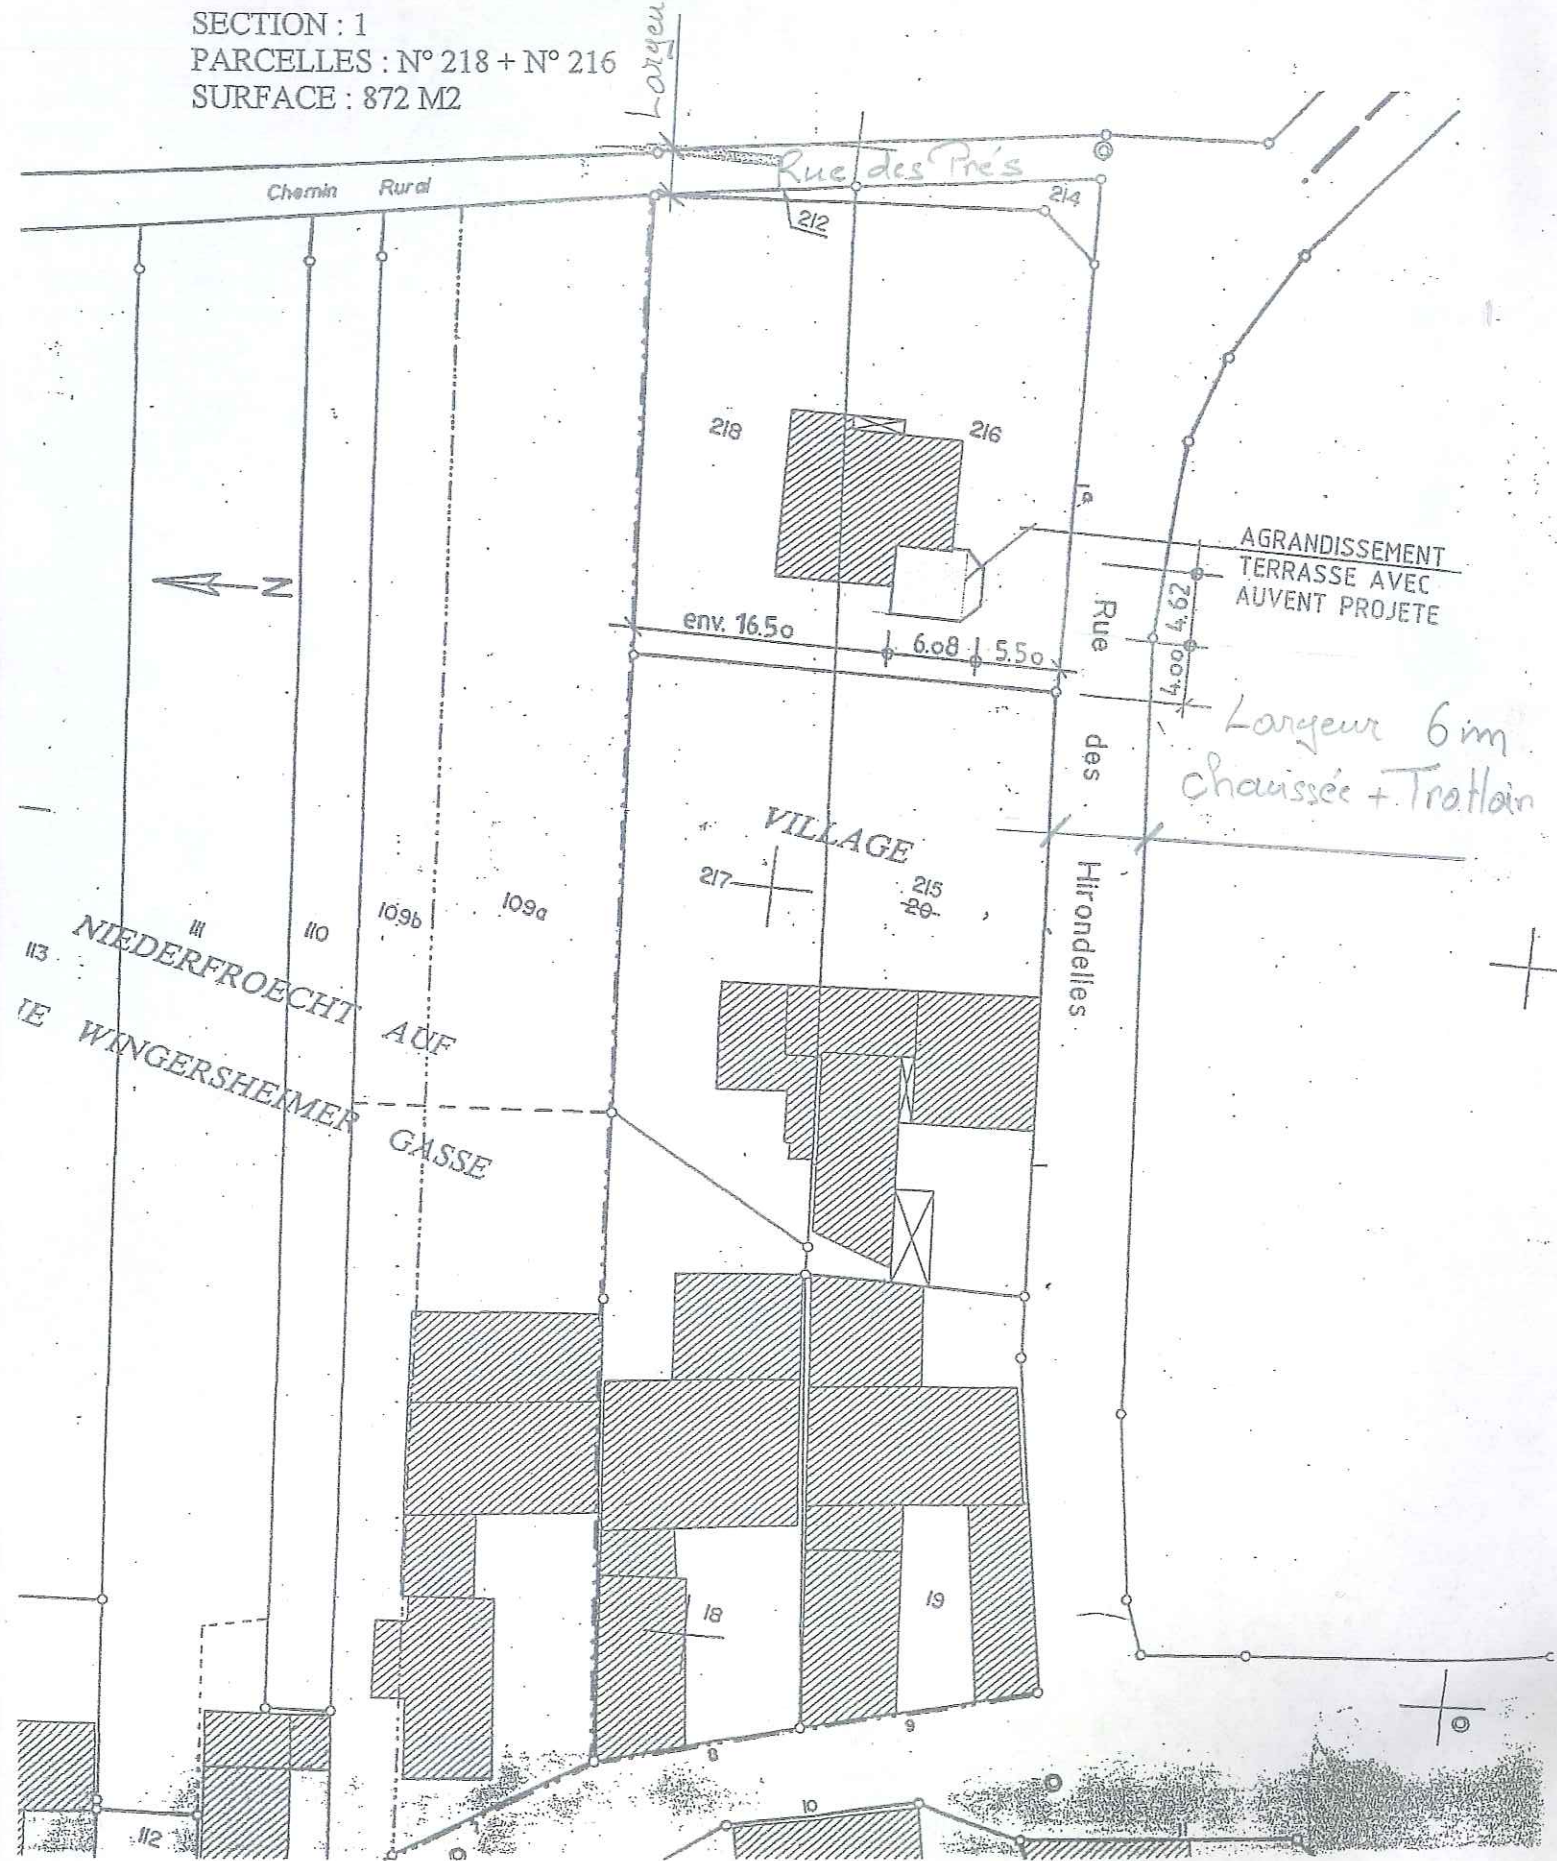 SECTION : 1
PARCELLES : N° 218 + N° 216
SURFACE : 872 M2
Largeu
Rue des Prés
Chemin Rural
214
212
218
216
AGRANDISSEMENT
TERRASSE AVEC
AUVENT PROJETE
env. 16.50
6.08
5.50
4.62
4.00
Rue
des
Hirondelles
Largeur 6 m
chaussée + Trottoir
VILLAGE
217
215
20
109a
109b
110
111
113
NIEDERFROECHT AUF
IE WINGERSHEIMER GASSE
18
19
9
8
10
11
112
N